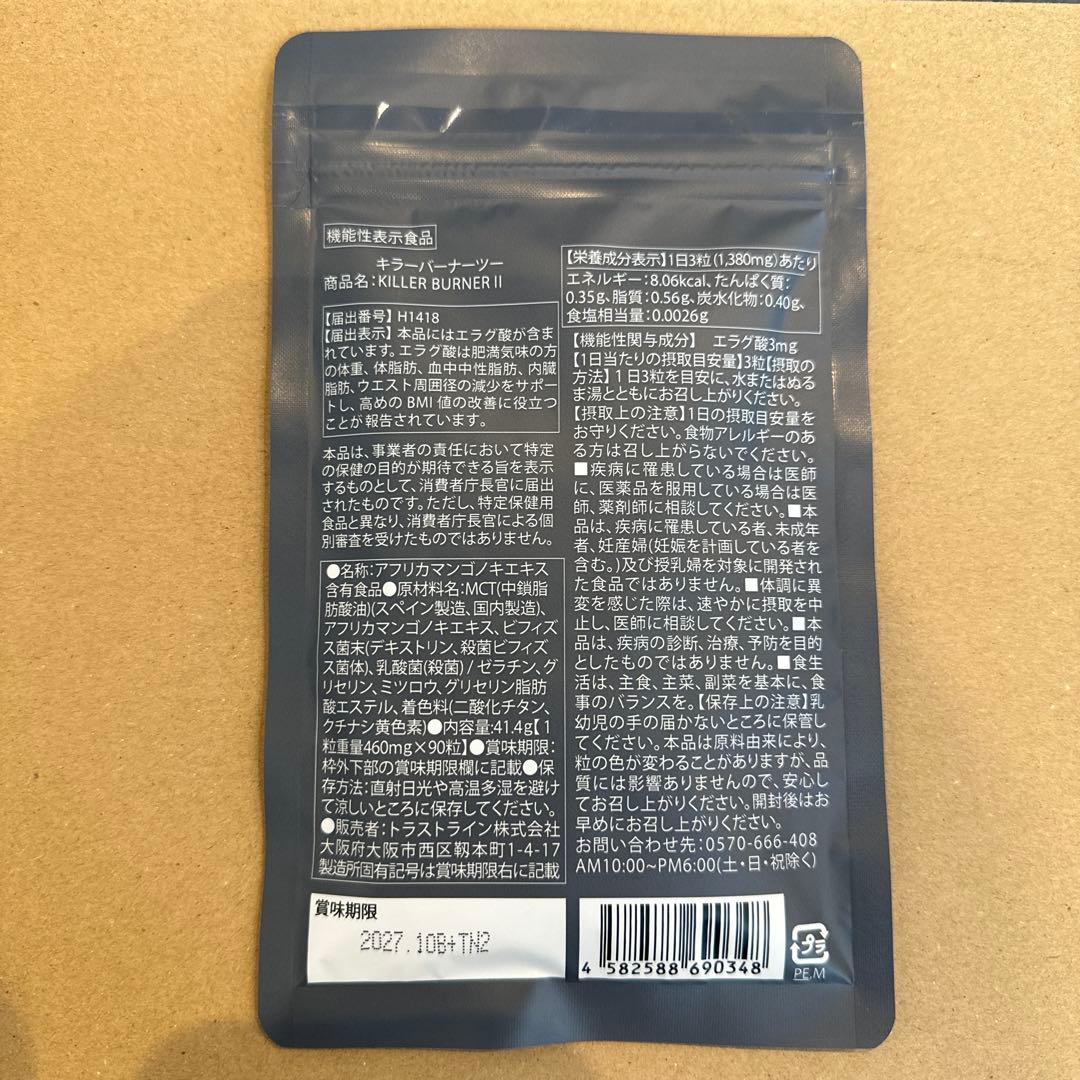 機能性表示食品
キラーバーナーツー
商品名:KILLER BURNER II
【届出番号】H1418
【届出表示】本品にはエラグ酸が含ま
れています。エラグ酸は肥満気味の方
の体重、体脂肪、血中中性脂肪、内臓
脂肪、ウエスト周囲径の減少をサポー
トし、高めのBMI値の改善に役立つ
ことが報告されています。
本品は、事業者の責任において特定
の保健の目的が期待できる旨を表示
するものとして、消費者庁長官に届出
されたものです。ただし、特定保健用
食品と異なり、消費者庁長官による個
別審査を受けたものではありません。
●名称:アフリカマンゴノキエキス
含有食品●原材料名:MCT(中鎖脂
肪酸油)(スペイン製造、国内製造)、
アフリカマンゴノキエキス、ビフィズ
ス菌末(デキストリン、殺菌ビフィズ
ス菌体)、乳酸菌(殺菌)/ゼラチン、グ
リセリン、ミツロウ、グリセリン脂肪
酸エステル、着色料(二酸化チタン、
クチナシ黄色素)●内容量:41.4g【1
粒重量460mg×90粒】●賞味期限:
枠外下部の賞味期限欄に記載●保
存方法:直射日光や高温多湿を避け
て涼しいところに保存してください。
●販売者:トラストライン株式会社
大阪府大阪市西区靱本町1-4-17
製造所固有記号は賞味期限右に記載
【栄養成分表示】1日3粒(1,380mg)あたり
エネルギー:8.06kcal、たんぱく質:
0.35g、脂質:0.56g、炭水化物:0.40g、
食塩相当量:0.0026g
【機能性関与成分】 エラグ酸3mg
【1日当たりの摂取目安量】3粒【摂取の
方法】1日3粒を目安に、水またはぬる
ま湯とともにお召し上がりください。
【摂取上の注意】1日の摂取目安量を
お守りください。食物アレルギーのあ
る方は召し上がらないでください。
■疾病に罹患している場合は医師
に、医薬品を服用している場合は医
師、薬剤師に相談してください。■本
品は、疾病に罹患している者、未成年
者、妊産婦(妊娠を計画している者を
含む。)及び授乳婦を対象に開発され
た食品ではありません。■体調に異
変を感じた際は、速やかに摂取を中
止し、医師に相談してください。■本
品は、疾病の診断、治療、予防を目的
としたものではありません。■食生
活は、主食、主菜、副菜を基本に、食
事のバランスを。【保存上の注意】乳
幼児の手の届かないところに保管し
てください。本品は原料由来により、
粒の色が変わることがありますが、品
質には影響ありませんので、安心し
てお召し上がりください。開封後はお
早めにお召し上がりください。
お問い合わせ先:0570-666-408
AM10:00~PM6:00(土・日・祝除く)
賞味期限
2027.10B+TN2
4 582588 690348
プラ
PE,M